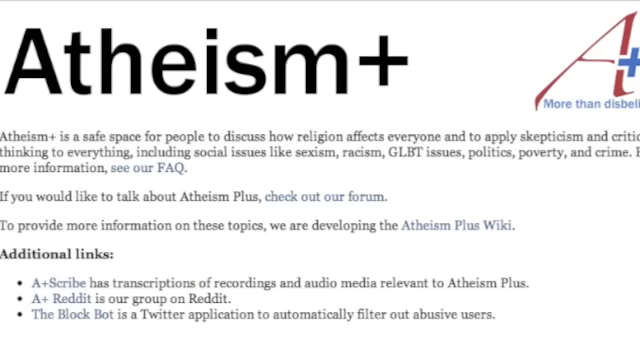 Atheism+
A+
More than disbeli
Atheism+ is a safe space for people to discuss how religion affects everyone and to apply skepticism and critic
thinking to everything, including social issues like sexism, racism, GLBT issues, politics, poverty, and crime.
more information, see our FAQ.
If you would like to talk about Atheism Plus, check out our forum.
To provide more information on these topics, we are developing the Atheism Plus Wiki.
Additional links:
• A+Scribe has transcriptions of recordings and audio media relevant to Atheism Plus.
• A+ Reddit is our group on Reddit.
• The Block Bot is a Twitter application to automatically filter out abusive users.